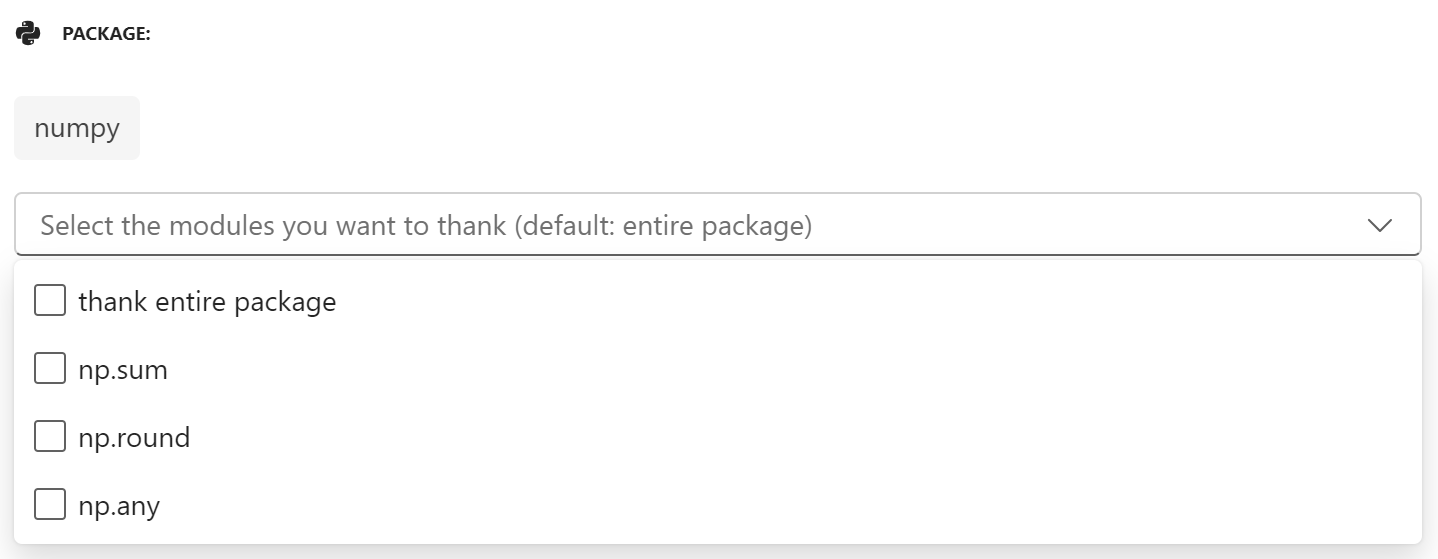 PACKAGE:
numpy
Select the modules you want to thank (default: entire package)
thank entire package
np.sum
np.round
np.any